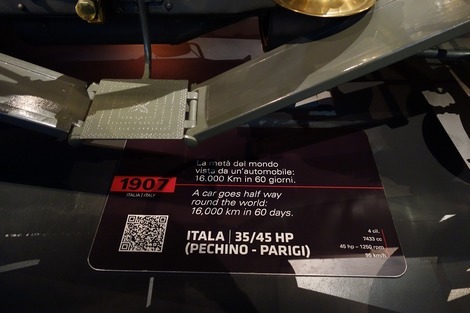 La metà del mondo
vista da un'automobile:
16.000 Km in 60 giorni.
1907
ITALIA | ITALY
A car goes half way
round the world:
16,000 km in 60 days.
ITALA | 35/45 HP
(PECHINO - PARIGI)
4 cil.
7433 cc
45 hp - 1250 rpm
95 km/h